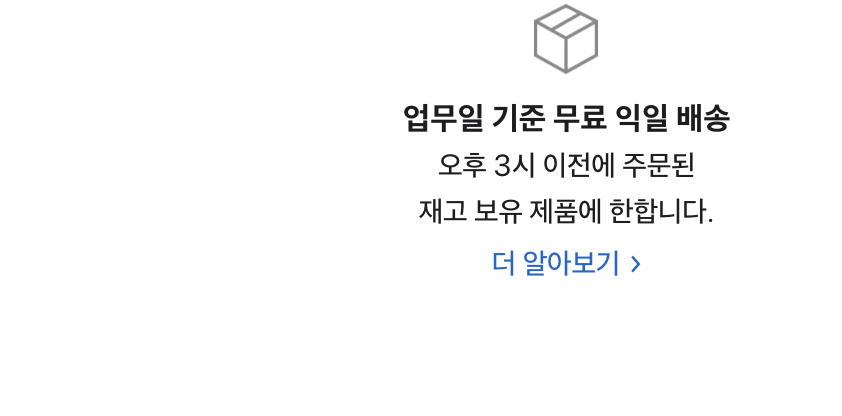 업무일 기준 무료 익일 배송
오후 3시 이전에 주문된
재고 보유 제품에 한합니다.
더 알아보기 >